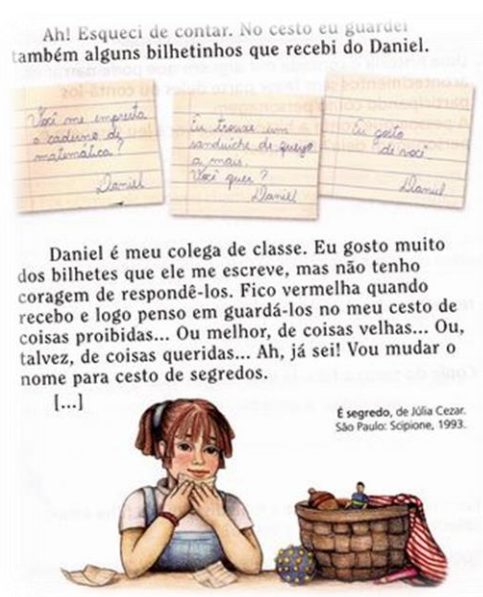 Ah! Esqueci de contar. No cesto eu guardei
também alguns bilhetinhos que recebi do Daniel.
Você me empresta
o caderno de
matemática?
Daniel
Eu trouxe um
sanduíche de queijo
a mais.
Você quer?
Daniel
Eu gosto
de você
Daniel
Daniel é meu colega de classe. Eu gosto muito
dos bilhetes que ele me escreve, mas não tenho
coragem de respondê-los. Fico vermelha quando
recebo e logo penso em guardá-los no meu cesto de
coisas proibidas... Ou melhor, de coisas velhas... Ou,
talvez, de coisas queridas... Ah, já sei! Vou mudar o
nome para cesto de segredos.
[...]
É segredo, de Júlia Cezar.
São Paulo: Scipione, 1993.